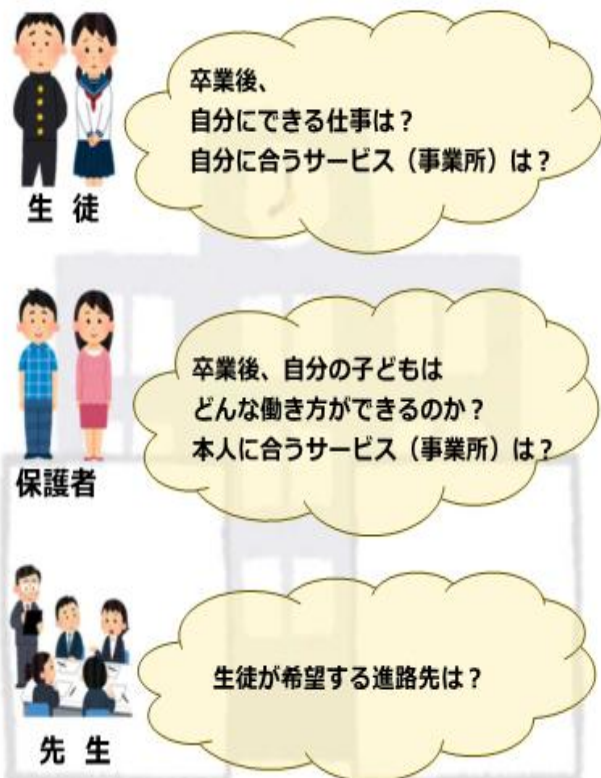 卒業後、
自分にできる仕事は？
自分に合うサービス（事業所）は？
生 徒
卒業後、自分の子どもは
どんな働き方ができるのか？
本人に合うサービス（事業所）は？
保護者
生徒が希望する進路先は？
先 生